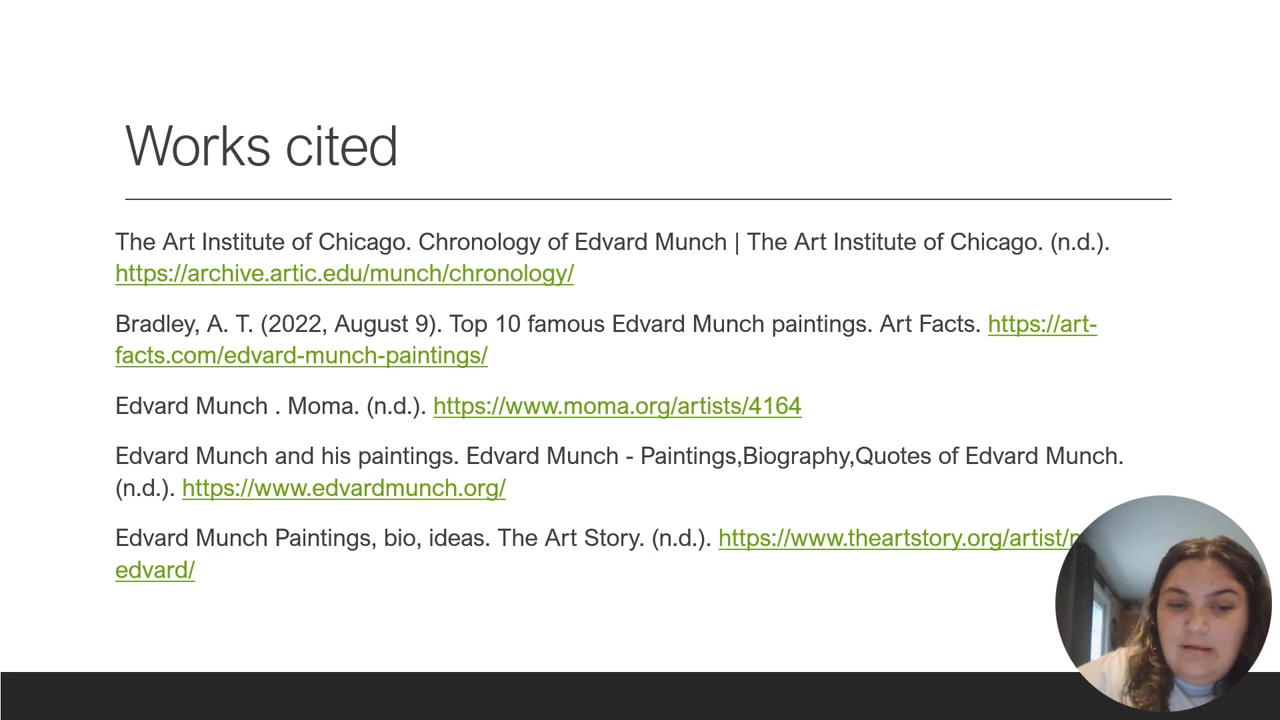 Works cited
The Art Institute of Chicago. Chronology of Edvard Munch | The Art Institute of Chicago. (n.d.).
https://archive.artic.edu/munch/chronology/
Bradley, A. T. (2022, August 9). Top 10 famous Edvard Munch paintings. Art Facts. https://art-
facts.com/edvard-munch-paintings/
Edvard Munch . Moma. (n.d.). https://www.moma.org/artists/4164
Edvard Munch and his paintings. Edvard Munch - Paintings,Biography,Quotes of Edvard Munch.
(n.d.). https://www.edvardmunch.org/
Edvard Munch Paintings, bio, ideas. The Art Story. (n.d.). https://www.theartstory.org/artist/
edvard/